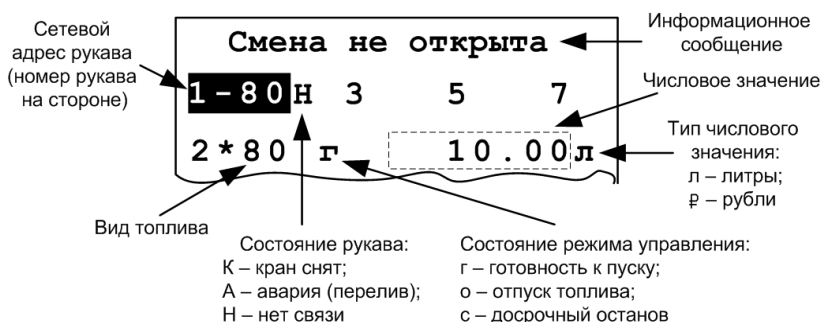 Сетевой
адрес рукава
(номер рукава
на стороне)
Смена не открыта
Информационное
сообщение
1-80Н 3 5 7
Числовое значение
2*80 г 10.00л
Тип числового
значения:
л – литры;
₽ – рубли
Вид топлива
Состояние рукава:
К – кран снят;
А – авария (перелив);
Н – нет связи
Состояние режима управления:
г – готовность к пуску;
о – отпуск топлива;
с – досрочный останов